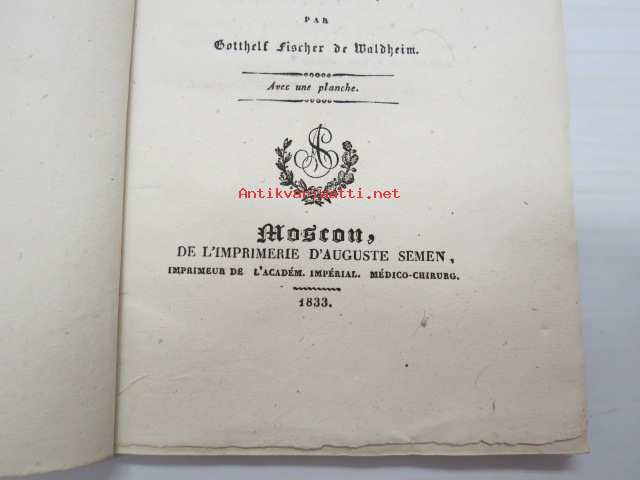 PAR
Gotthelf Fischer de Waldheim.
Avec une planche.
AS
Antikvariaatti.net
Moscou,
DE L'IMPRIMERIE D'AUGUSTE SEMEN,
IMPRIMEUR DE L'ACADÉM. IMPÉRIAL. MÉDICO-CHIRURG.
1833.